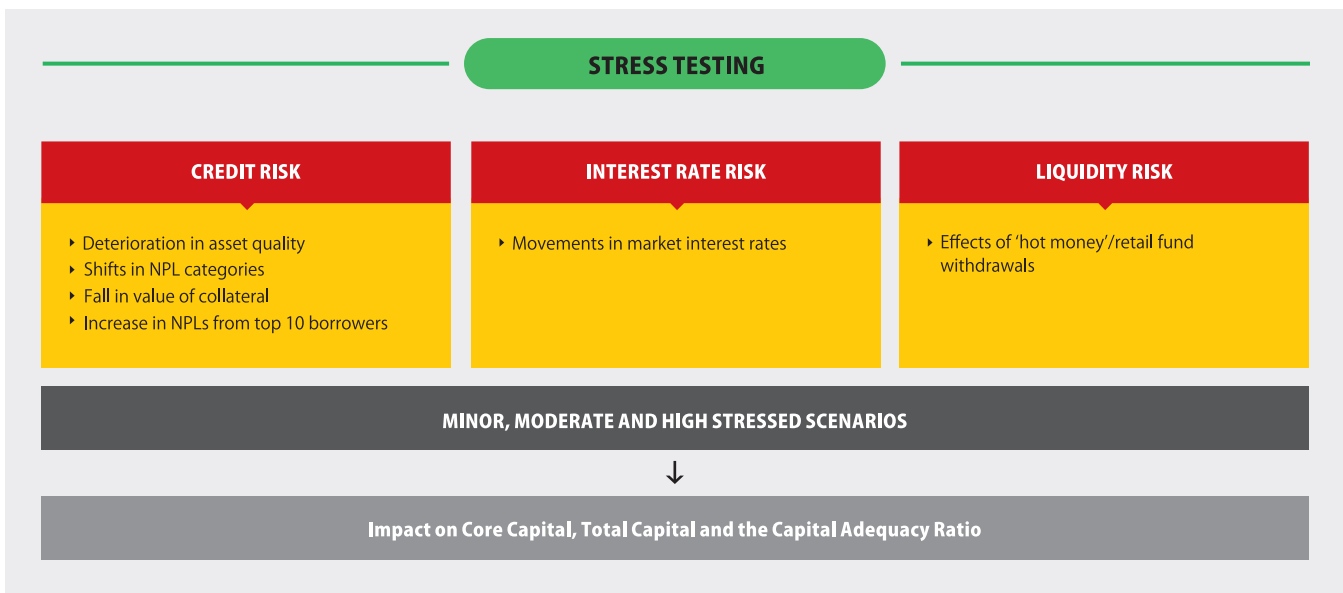 STRESS TESTING
CREDIT RISK
‣ Deterioration in asset quality
‣ Shifts in NPL categories
‣ Fall in value of collateral
‣ Increase in NPLs from top 10 borrowers
INTEREST RATE RISK
‣ Movements in market interest rates
LIQUIDITY RISK
‣ Effects of ‘hot money’/retail fund
withdrawals
MINOR, MODERATE AND HIGH STRESSED SCENARIOS
↓
Impact on Core Capital, Total Capital and the Capital Adequacy Ratio